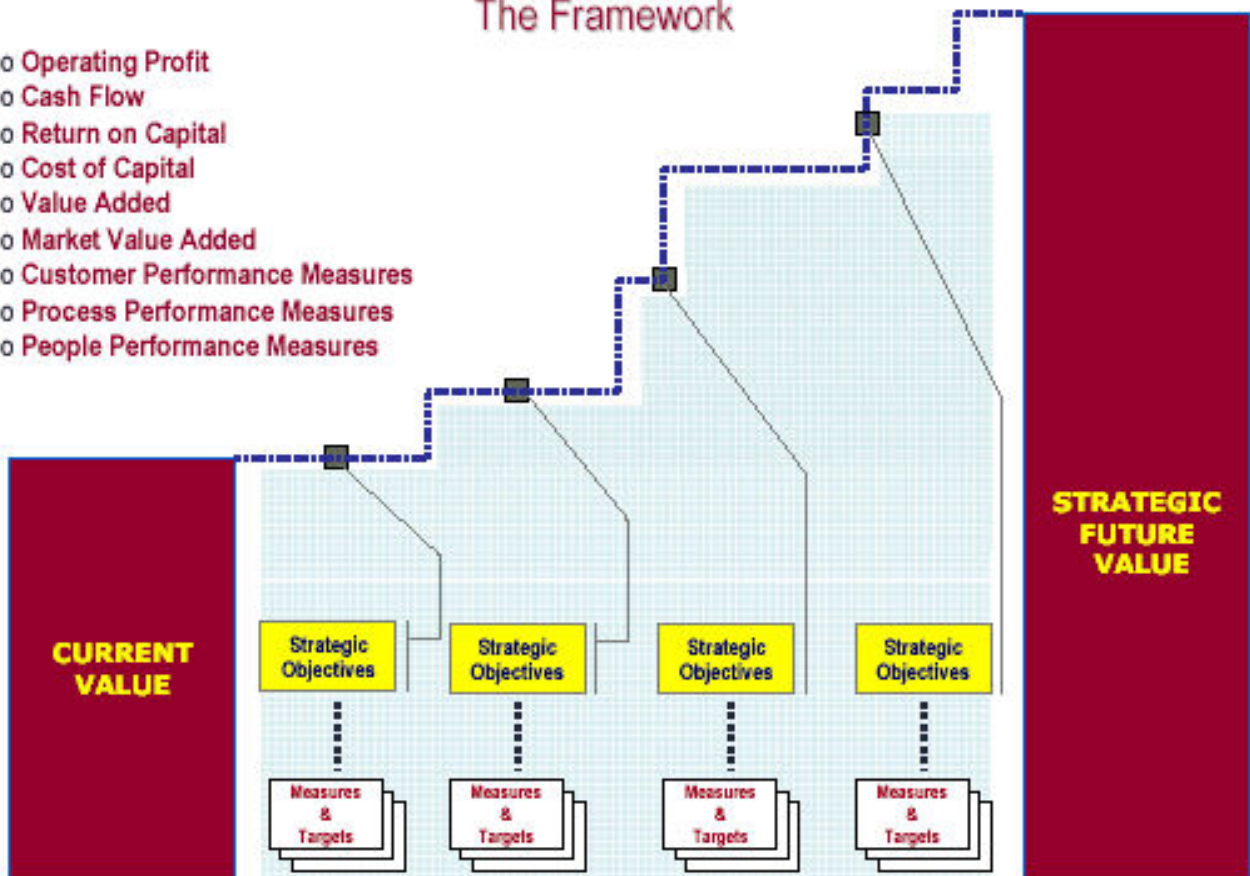 The Framework
o Operating Profit
o Cash Flow
o Return on Capital
o Cost of Capital
o Value Added
o Market Value Added
o Customer Performance Measures
o Process Performance Measures
o People Performance Measures
CURRENT
VALUE
STRATEGIC
FUTURE
VALUE
Strategic
Objectives
Strategic
Objectives
Strategic
Objectives
Strategic
Objectives
Measures
&
Targets
Measures
&
Targets
Measures
&
Targets
Measures
&
Targets